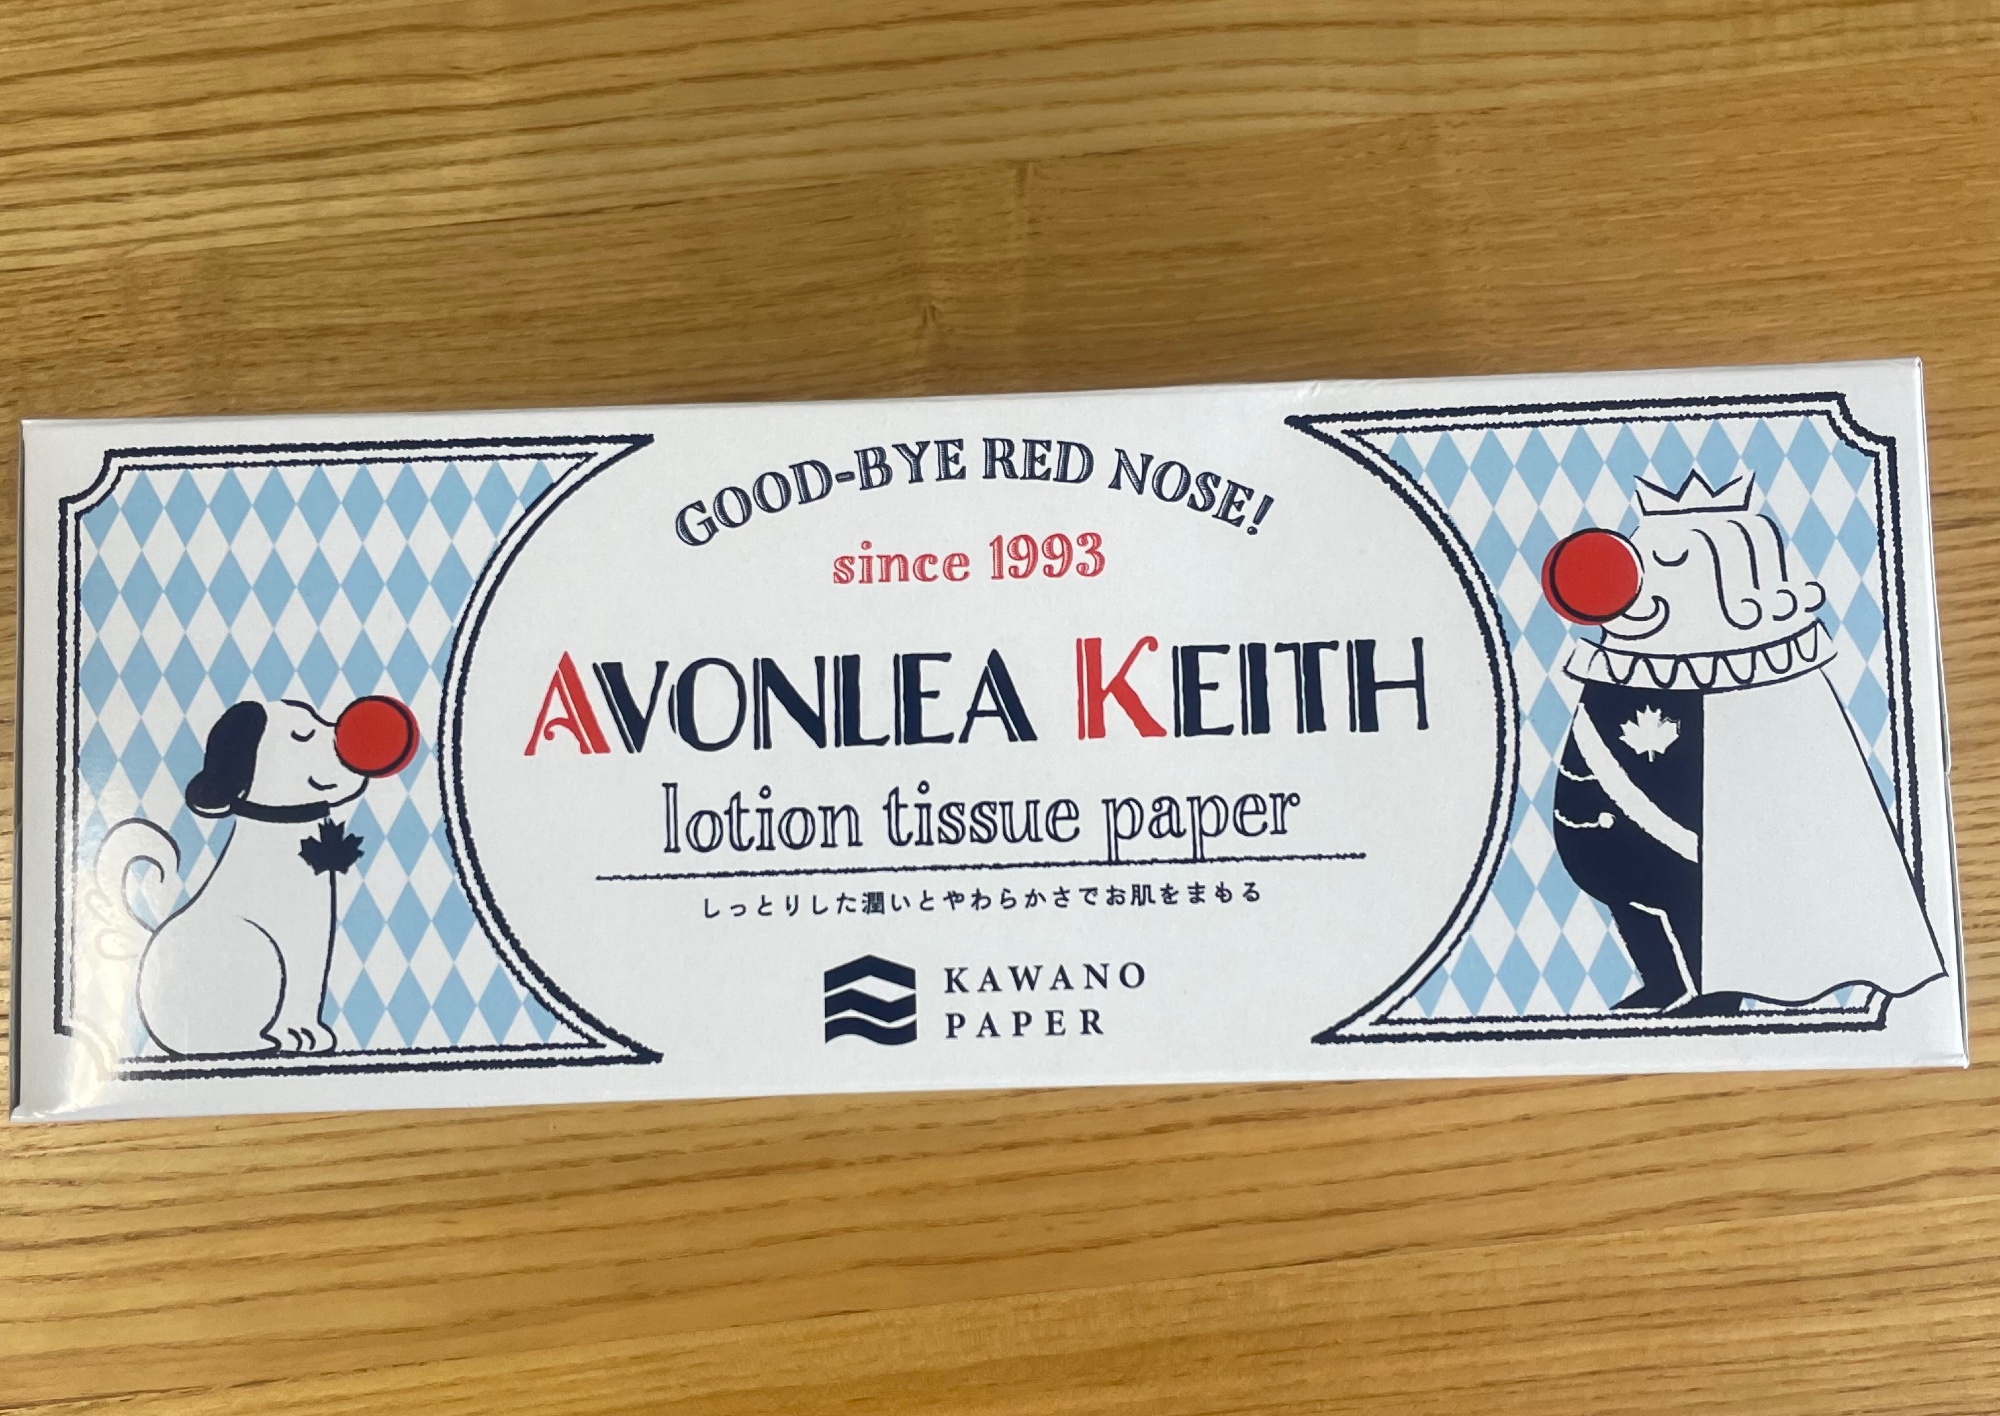 GOOD-BYE RED NOSE!
since 1993
AVONLEA KEITH
lotion tissue paper
しっとりした潤いとやわらかさでお肌をまもる
KAWANO
PAPER